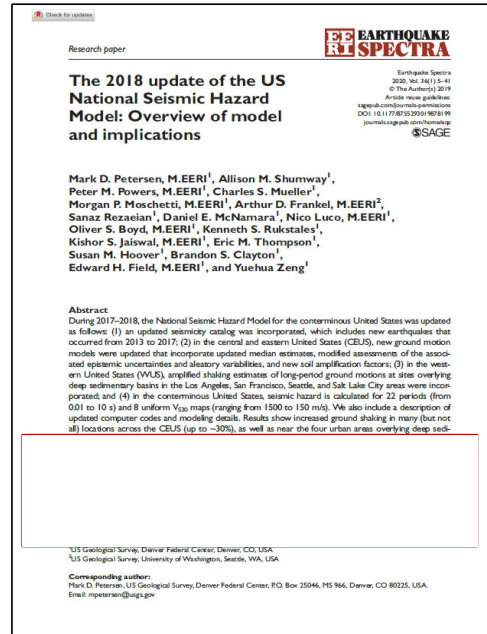 Check for updates
Research paper
EE EARTHQUAKE
RI SPECTRA
The 2018 update of the US
National Seismic Hazard
Model: Overview of model
and implications
Earthquake Spectra
2020, Vol. 36(1) 5–41
© The Author(s) 2019
Article reuse guidelines:
sagepub.com/journals-permissions
DOI: 10.1177/8755293019878199
journals.sagepub.com/home/eqs
SAGE
Mark D. Petersen, M.EERI1, Allison M. Shumway1,
Peter M. Powers, M.EERI1, Charles S. Mueller1,
Morgan P. Moschetti, M.EERI1, Arthur D. Frankel, M.EERI2,
Sanaz Rezaeian1, Daniel E. McNamara1, Nico Luco, M.EERI1,
Oliver S. Boyd, M.EERI1, Kenneth S. Rukstales1,
Kishor S. Jaiswal, M.EERI1, Eric M. Thompson1,
Susan M. Hoover1, Brandon S. Clayton1,
Edward H. Field, M.EERI1, and Yuehua Zeng1
Abstract
During 2017–2018, the National Seismic Hazard Model for the conterminous United States was updated
as follows: (1) an updated seismicity catalog was incorporated, which includes new earthquakes that
occurred from 2013 to 2017; (2) in the central and eastern United States (CEUS), new ground motion
models were updated that incorporate updated median estimates, modified assessments of the associ-
ated epistemic uncertainties and aleatory variabilities, and new soil amplification factors; (3) in the west-
ern United States (WUS), amplified shaking estimates of long-period ground motions at sites overlying
deep sedimentary basins in the Los Angeles, San Francisco, Seattle, and Salt Lake City areas were incor-
porated; and (4) in the conterminous United States, seismic hazard is calculated for 22 periods (from
0.01 to 10 s) and 8 uniform VS30 maps (ranging from 1500 to 150 m/s). We also include a description of
updated computer codes and modeling details. Results show increased ground shaking in many (but not
all) locations across the CEUS (up to ~30%), as well as near the four urban areas overlying deep sedi-
1US Geological Survey, Denver Federal Center, Denver, CO, USA
2US Geological Survey, University of Washington, Seattle, WA, USA
Corresponding author:
Mark D. Petersen, US Geological Survey, Denver Federal Center, P.O. Box 25046, MS 966, Denver, CO 80225, USA.
Email: mpetersen@usgs.gov